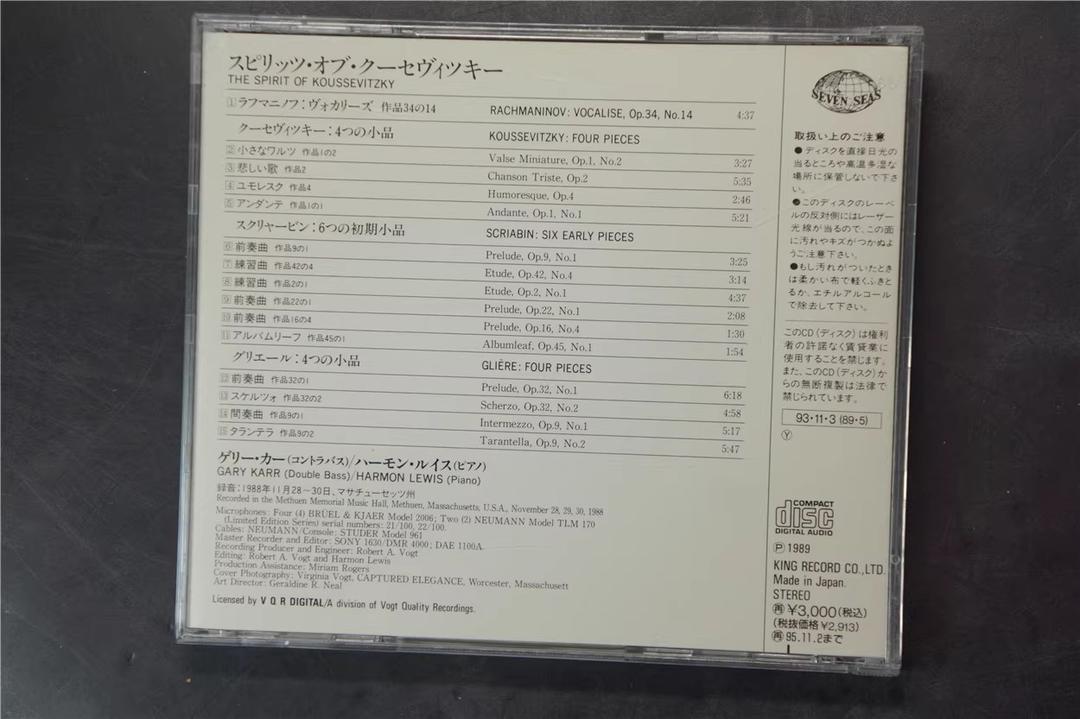 スピリッツ・オブ・クーセヴィツキー
THE SPIRIT OF KOUSSEVITZKY
1 ラフマニノフ:ヴォカリーズ 作品34の14 RACHMANINOV: VOCALISE, Op.34, No.14 4:37
クーセヴィツキー:4つの小品 KOUSSEVITZKY: FOUR PIECES
2 小さなワルツ 作品1の2 Valse Miniature, Op.1, No.2 3:27
3 悲しい歌 作品2 Chanson Triste, Op.2 5:35
4 ユモレスク 作品4 Humoresque, Op.4 2:46
5 アンダンテ 作品1の1 Andante, Op.1, No.1 5:21
スクリャービン:6つの初期小品 SCRIABIN: SIX EARLY PIECES
6 前奏曲 作品9の1 Prelude, Op.9, No.1 3:25
7 練習曲 作品42の4 Etude, Op.42, No.4 3:14
8 練習曲 作品2の1 Etude, Op.2, No.1 4:37
9 前奏曲 作品22の1 Prelude, Op.22, No.1 2:08
10 前奏曲 作品16の4 Prelude, Op.16, No.4 1:30
11 アルバムリーフ 作品45の1 Albumleaf, Op.45, No.1 1:54
グリエール:4つの小品 GLIÈRE: FOUR PIECES
12 前奏曲 作品32の1 Prelude, Op.32, No.1 6:18
13 スケルツォ 作品32の2 Scherzo, Op.32, No.2 4:58
14 間奏曲 作品9の1 Intermezzo, Op.9, No.1 5:17
15 タランテラ 作品9の2 Tarantella, Op.9, No.2 5:47
ゲリー・カー(コントラバス)/ハーモン・ルイス(ピアノ)
GARY KARR (Double Bass)/HARMON LEWIS (Piano)
録音:1988年11月28~30日、マサチューセッツ州
Recorded in the Methuen Memorial Music Hall, Methuen, Massachusetts, U.S.A., November 28, 29, 30, 1988
Microphones: Four (4) BRÜEL & KJAER Model 2006; Two (2) NEUMANN Model TLM 170
(Limited Edition Series) serial numbers: 21/100, 22/100.
Cables: NEUMANN/Console: STUDER Model 961
Master Recorder and Editor: SONY 1630/DMR 4000; DAE 1100A.
Recording Producer and Engineer: Robert A. Vogt
Editing: Robert A. Vogt and Harmon Lewis
Production Assistance: Miriam Rogers
Cover Photography: Virginia Vogt, CAPTURED ELEGANCE, Worcester, Massachusett
Art Director: Geraldine R. Neal
Licensed by V Q R DIGITAL/A division of Vogt Quality Recordings.
SEVEN SEAS
取扱い上のご注意
●ディスクを直接日光の
当るところや高温多湿な
場所に保管しないで下さ
い。
●このディスクのレーベ
ルの反対側にはレーザー
光線が当るので、この面
に汚れやキズがつかぬよ
うご注意下さい。
●もし汚れがついたとき
は柔かい布で軽くふきと
るか、エチルアルコール
で除去して下さい。
このCD(ディスク)は権利
者の許諾なく賃貸業に
使用することを禁じます。
また、このCD(ディスク)か
らの無断複製は法律で
禁じられています。
93・11・3 (89・5)
Ⓨ
COMPACT
disc
DIGITAL AUDIO
Ⓟ 1989
KING RECORD CO.,LTD.
Made in Japan.
STEREO
再 ¥3,000(税込)
(税抜価格¥2,913)
再 95.11.2まで